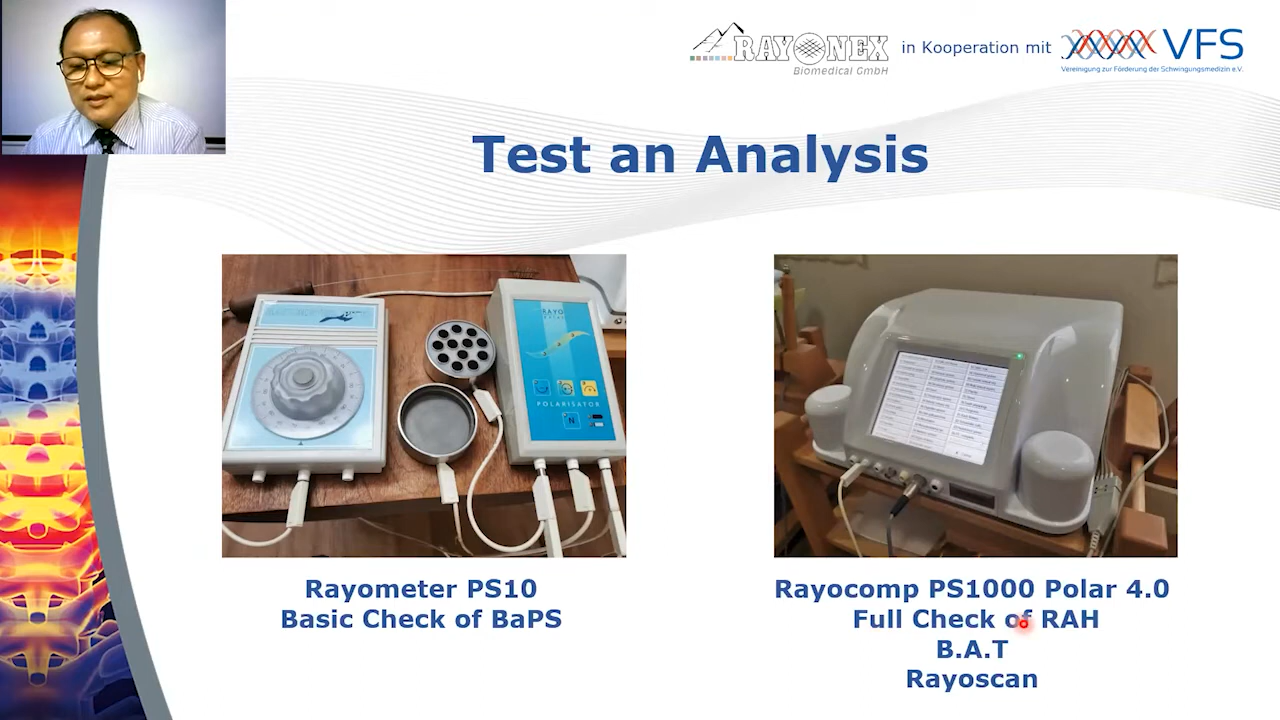 RAYONEX
Biomedical GmbH
in Kooperation mit
VFS
Vereinigung zur Förderung der Schwingungsmedizin e.V.
Test an Analysis
RAYO
POLARISATOR
N
Rayometer PS10
Basic Check of BaPS
Rayocomp PS1000 Polar 4.0
Full Check of RAH
B.A.T
Rayoscan